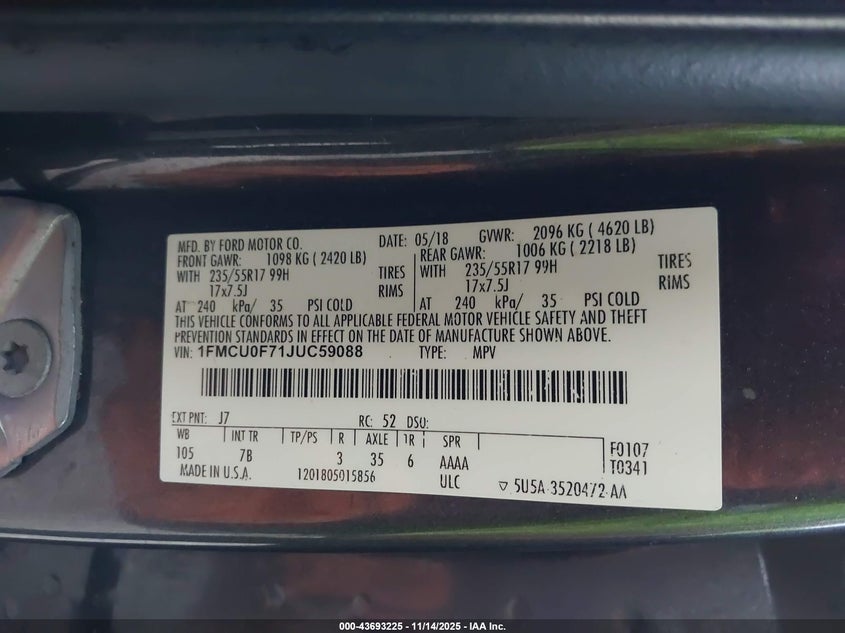 MFD. BY FORD MOTOR CO. DATE: 05/18 GVWR: 2096 KG ( 4620 LB)
FRONT GAWR: 1098 KG ( 2420 LB) REAR GAWR: 1006 KG ( 2218 LB)
WITH 235/55R17 99H TIRES WITH 235/55R17 99H TIRES
17x7.5J RIMS 17x7.5J RIMS
AT 240 kPa/ 35 PSI COLD AT 240 kPa/ 35 PSI COLD
THIS VEHICLE CONFORMS TO ALL APPLICABLE FEDERAL MOTOR VEHICLE SAFETY AND THEFT
PREVENTION STANDARDS IN EFFECT ON THE DATE OF MANUFACTURE SHOWN ABOVE.
VIN: 1FMCU0F71JUC59088 TYPE: MPV
EXT PNT: J7 RC: 52 DSU:
WB INT TR TP/PS R AXLE TR SPR F0107
105 7B 3 35 6 AAAA T0341
MADE IN U.S.A. 1201805015856 ULC ▽ 5U5A-3520472-AA
000-43693225 - 11/14/2025 - IAA Inc.